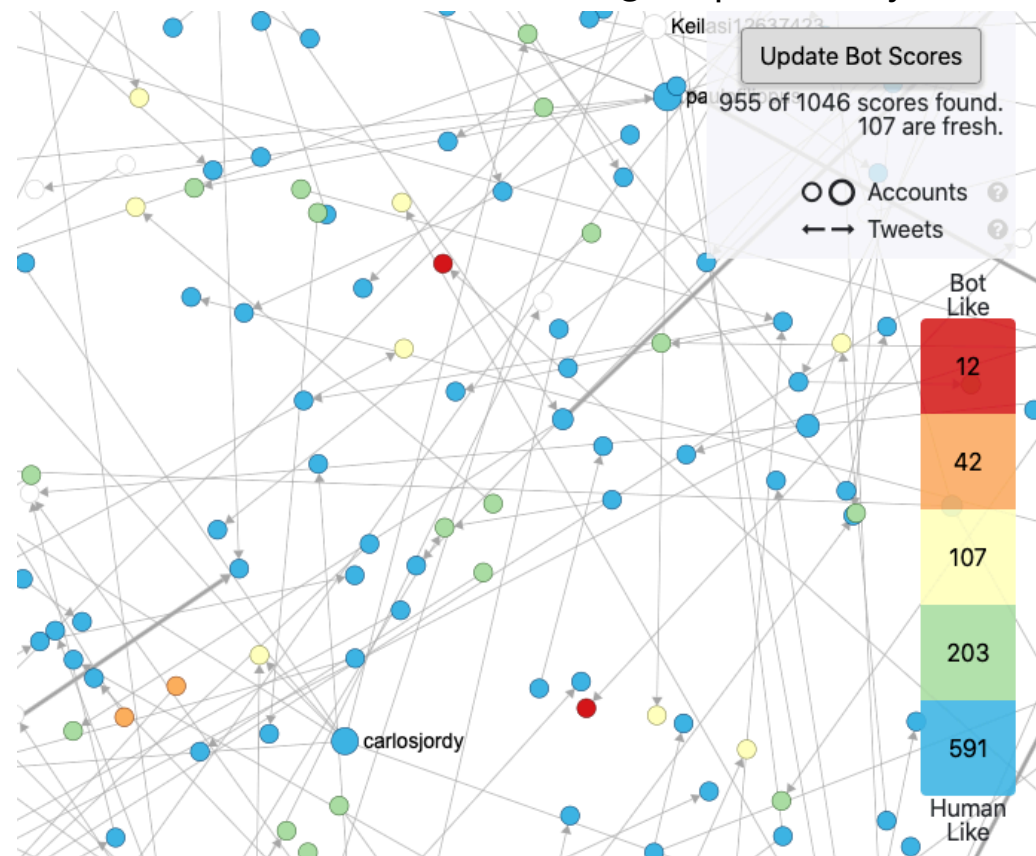 Keilasi12637423
Update Bot Scores
955 of 1046 scores found.
107 are fresh.
Accounts ?
Tweets ?
Bot
Like
12
42
107
203
591
Human
Like
carlosjordy